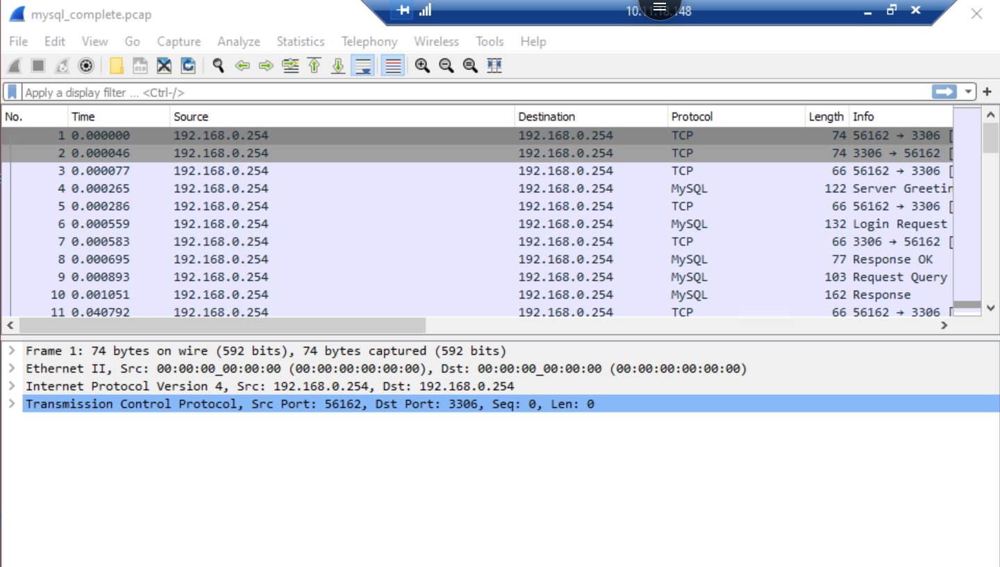 mysql_complete.pcap
File Edit View Go Capture Analyze Statistics Telephony Wireless Tools Help
Apply a display filter ... <Ctrl-/>
No. Time Source Destination Protocol Length Info
1 0.000000 192.168.0.254 192.168.0.254 TCP 74 56162 → 3306 [
2 0.000046 192.168.0.254 192.168.0.254 TCP 74 3306 → 56162 [
3 0.000077 192.168.0.254 192.168.0.254 TCP 66 56162 → 3306 [
4 0.000265 192.168.0.254 192.168.0.254 MySQL 122 Server Greetin
5 0.000286 192.168.0.254 192.168.0.254 TCP 66 56162 → 3306 [
6 0.000559 192.168.0.254 192.168.0.254 MySQL 132 Login Request
7 0.000583 192.168.0.254 192.168.0.254 TCP 66 3306 → 56162 [
8 0.000695 192.168.0.254 192.168.0.254 MySQL 77 Response OK
9 0.000893 192.168.0.254 192.168.0.254 MySQL 103 Request Query
10 0.001051 192.168.0.254 192.168.0.254 MySQL 162 Response
11 0.040792 192.168.0.254 192.168.0.254 TCP 66 56162 → 3306 [
Frame 1: 74 bytes on wire (592 bits), 74 bytes captured (592 bits)
Ethernet II, Src: 00:00:00_00:00:00 (00:00:00:00:00:00), Dst: 00:00:00_00:00:00 (00:00:00:00:00:00)
Internet Protocol Version 4, Src: 192.168.0.254, Dst: 192.168.0.254
Transmission Control Protocol, Src Port: 56162, Dst Port: 3306, Seq: 0, Len: 0